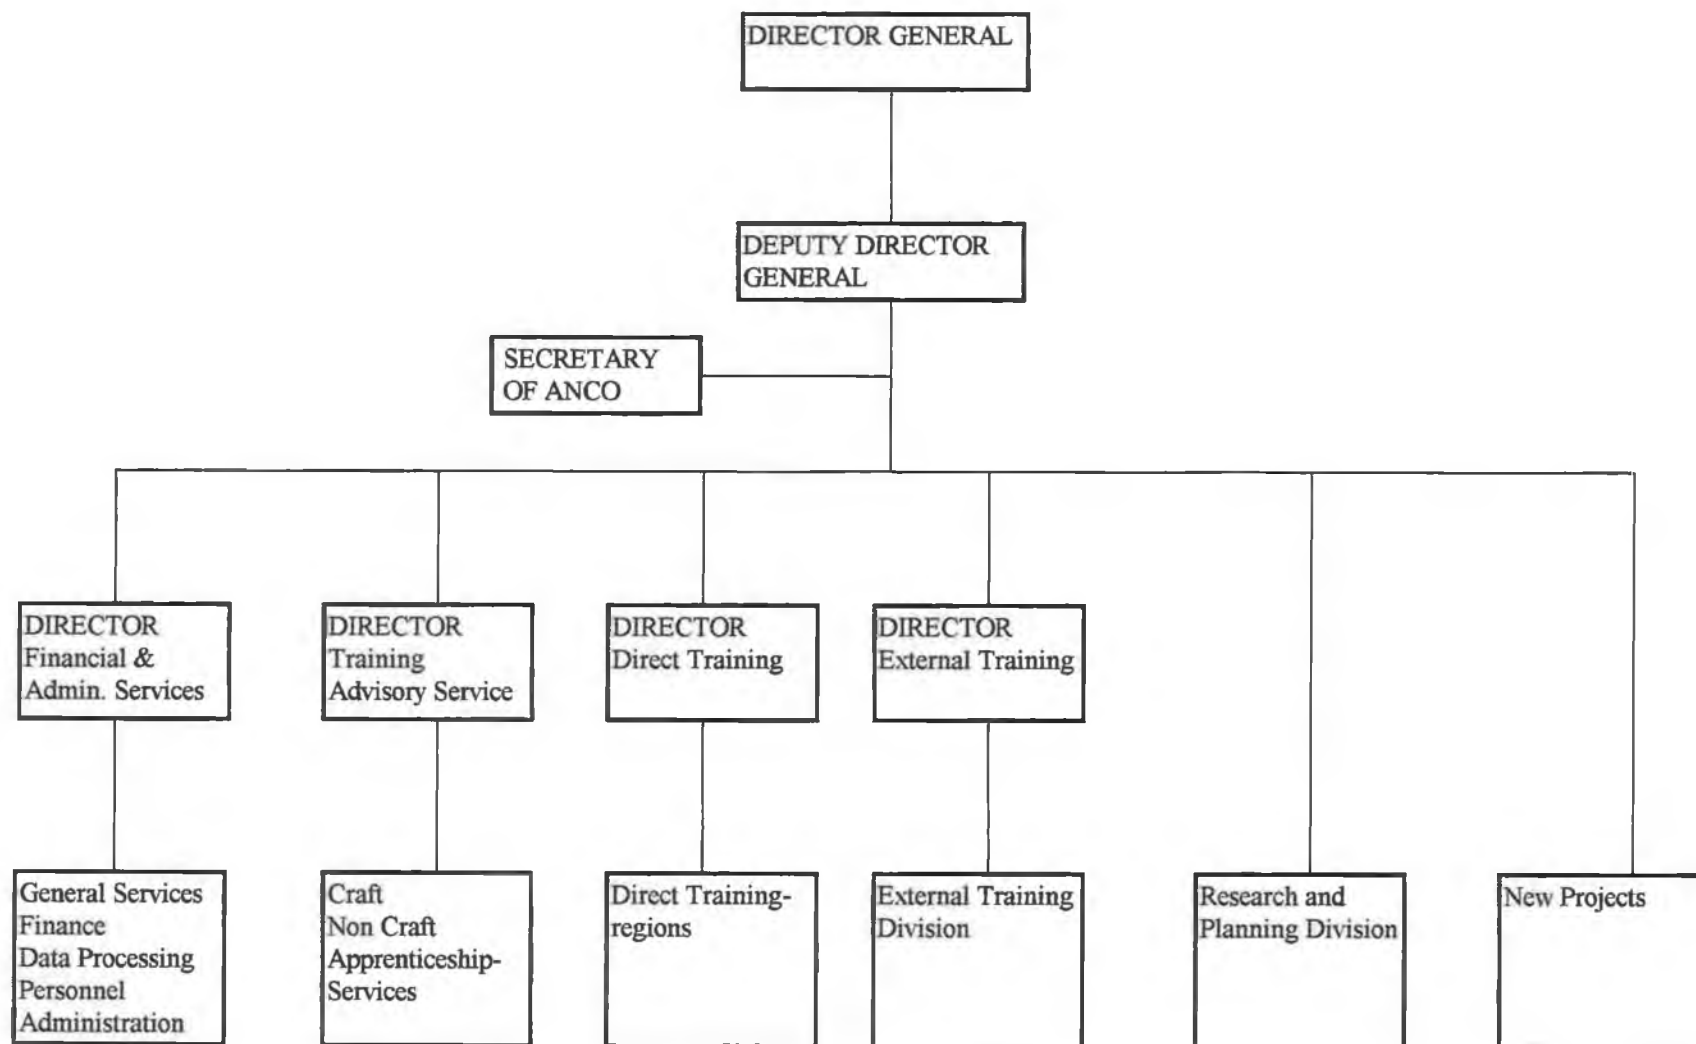 DIRECTOR GENERAL
DEPUTY DIRECTOR
GENERAL
SECRETARY
OF ANCO
DIRECTOR
Financial &
Admin. Services
DIRECTOR
Training
Advisory Service
DIRECTOR
Direct Training
DIRECTOR
External Training
General Services
Finance
Data Processing
Personnel
Administration
Craft
Non Craft
Apprenticeship-
Services
Direct Training-
regions
External Training
Division
Research and
Planning Division
New Projects